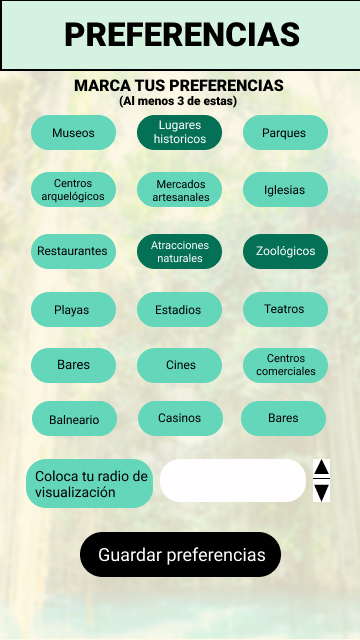 PREFERENCIAS
MARCA TUS PREFERENCIAS
(Al menos 3 de estas)
Museos
Lugares
historicos
Parques
Centros
arquelógicos
Mercados
artesanales
Iglesias
Restaurantes
Atracciones
naturales
Zoológicos
Playas
Estadios
Teatros
Bares
Cines
Centros
comerciales
Balneario
Casinos
Bares
Coloca tu radio de
visualización
Guardar preferencias